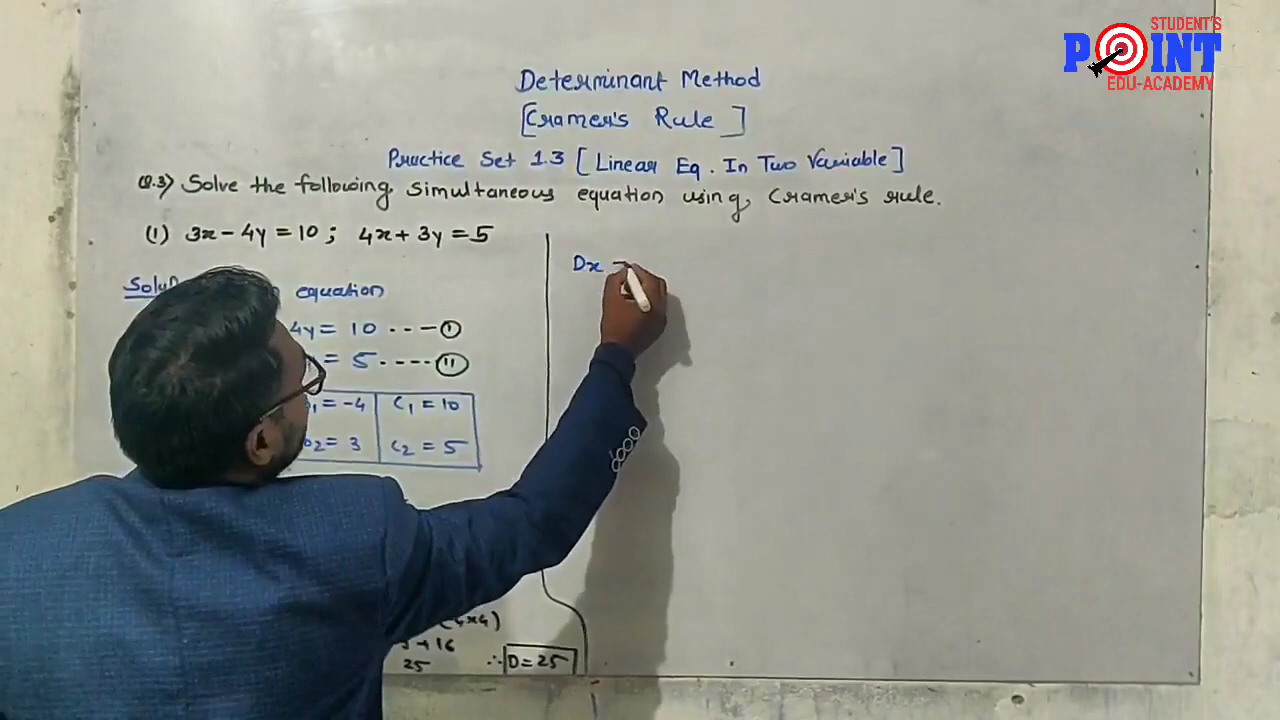 STUDENT'S
POINT
EDU-ACADEMY
Determinant Method
[Cramer's Rule]
Practice Set 1.3 [Linear Eq. In Two Variable]
Q.3) Solve the following simultaneous equation using Cramer's rule.
(1) 3x - 4y = 10 ; 4x + 3y = 5
equation
4y = 10 ---- (I)
= 5 ----- (II)
= -4 C₁ = 10
b₂ = 3 C₂ = 5
+ 16
25 ∴ D = 25
Dx